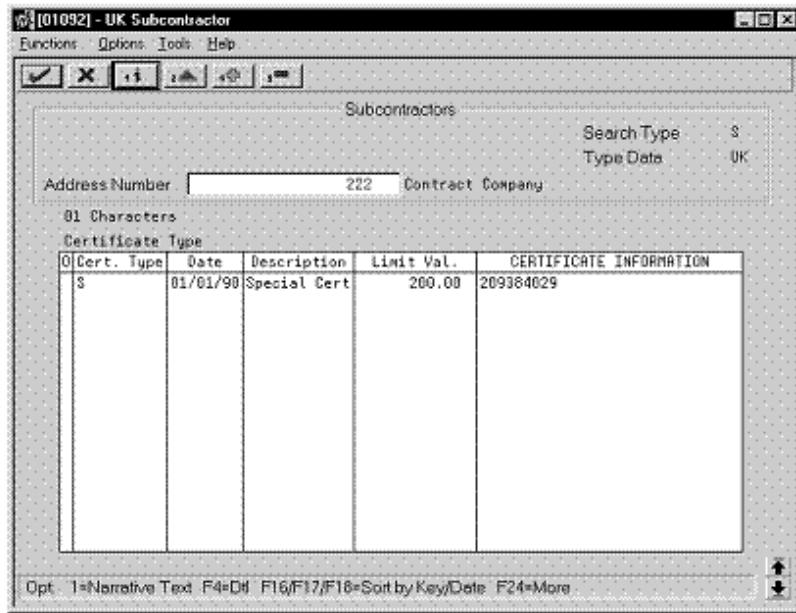 [01092] - UK Subcontractor
Functions Options Tools Help
Subcontractors
Search Type S
Type Data UK
Address Number 222 Contract Company
01 Characters
Certificate Type
O Cert. Type Date Description Limit Val. CERTIFICATE INFORMATION
S 01/01/90 Special Cert 200.00 209384029
Opt: 1=Narrative Text F4=Dtl F16/F17/F18=Sort by Key/Date F24=More